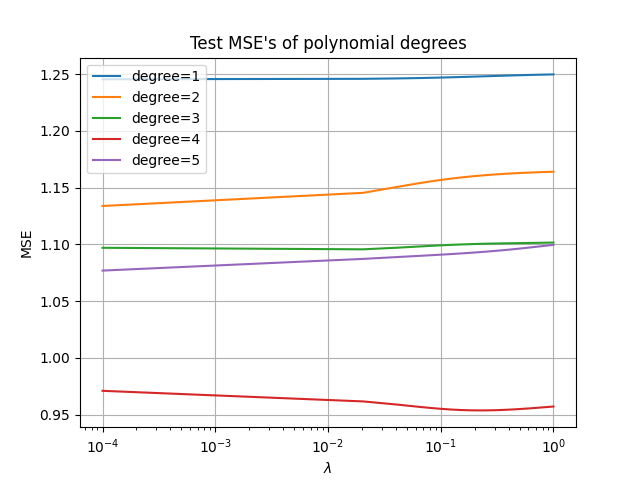 Test MSE's of polynomial degrees
degree=1
degree=2
degree=3
degree=4
degree=5
MSE
1.25
1.20
1.15
1.10
1.05
1.00
0.95
10⁻⁴ 10⁻³ 10⁻² 10⁻¹ 10⁰
λ